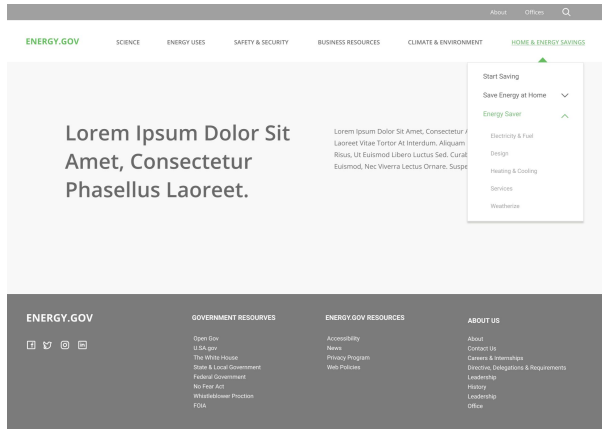 About Offices
ENERGY.GOV SCIENCE ENERGY USES SAFETY & SECURITY BUSINESS RESOURCES CLIMATE & ENVIRONMENT HOME & ENERGY SAVINGS
Start Saving
Save Energy at Home
Energy Saver
Electricity & Fuel
Design
Heating & Cooling
Services
Weatherize
Lorem Ipsum Dolor Sit
Amet, Consectetur
Phasellus Laoreet.
Lorem Ipsum Dolor Sit Amet, Consectetur
Laoreet Vitae Tortor At Interdum. Aliquam
Risus, Ut Euismod Libero Luctus Sed. Curab
Euismod, Nec Viverra Lectus Ornare. Suspe
ENERGY.GOV
GOVERNMENT RESOURVES
Open Gov
U.SA.gov
The White House
State & Local Government
Federal Government
No Fear Act
Whistleblower Proction
FOIA
ENERGY.GOV RESOURCES
Accessibility
News
Privacy Program
Web Policies
ABOUT US
About
Contact Us
Careers & Internships
Directive, Delegations & Requirements
Leadership
History
Leadership
Office